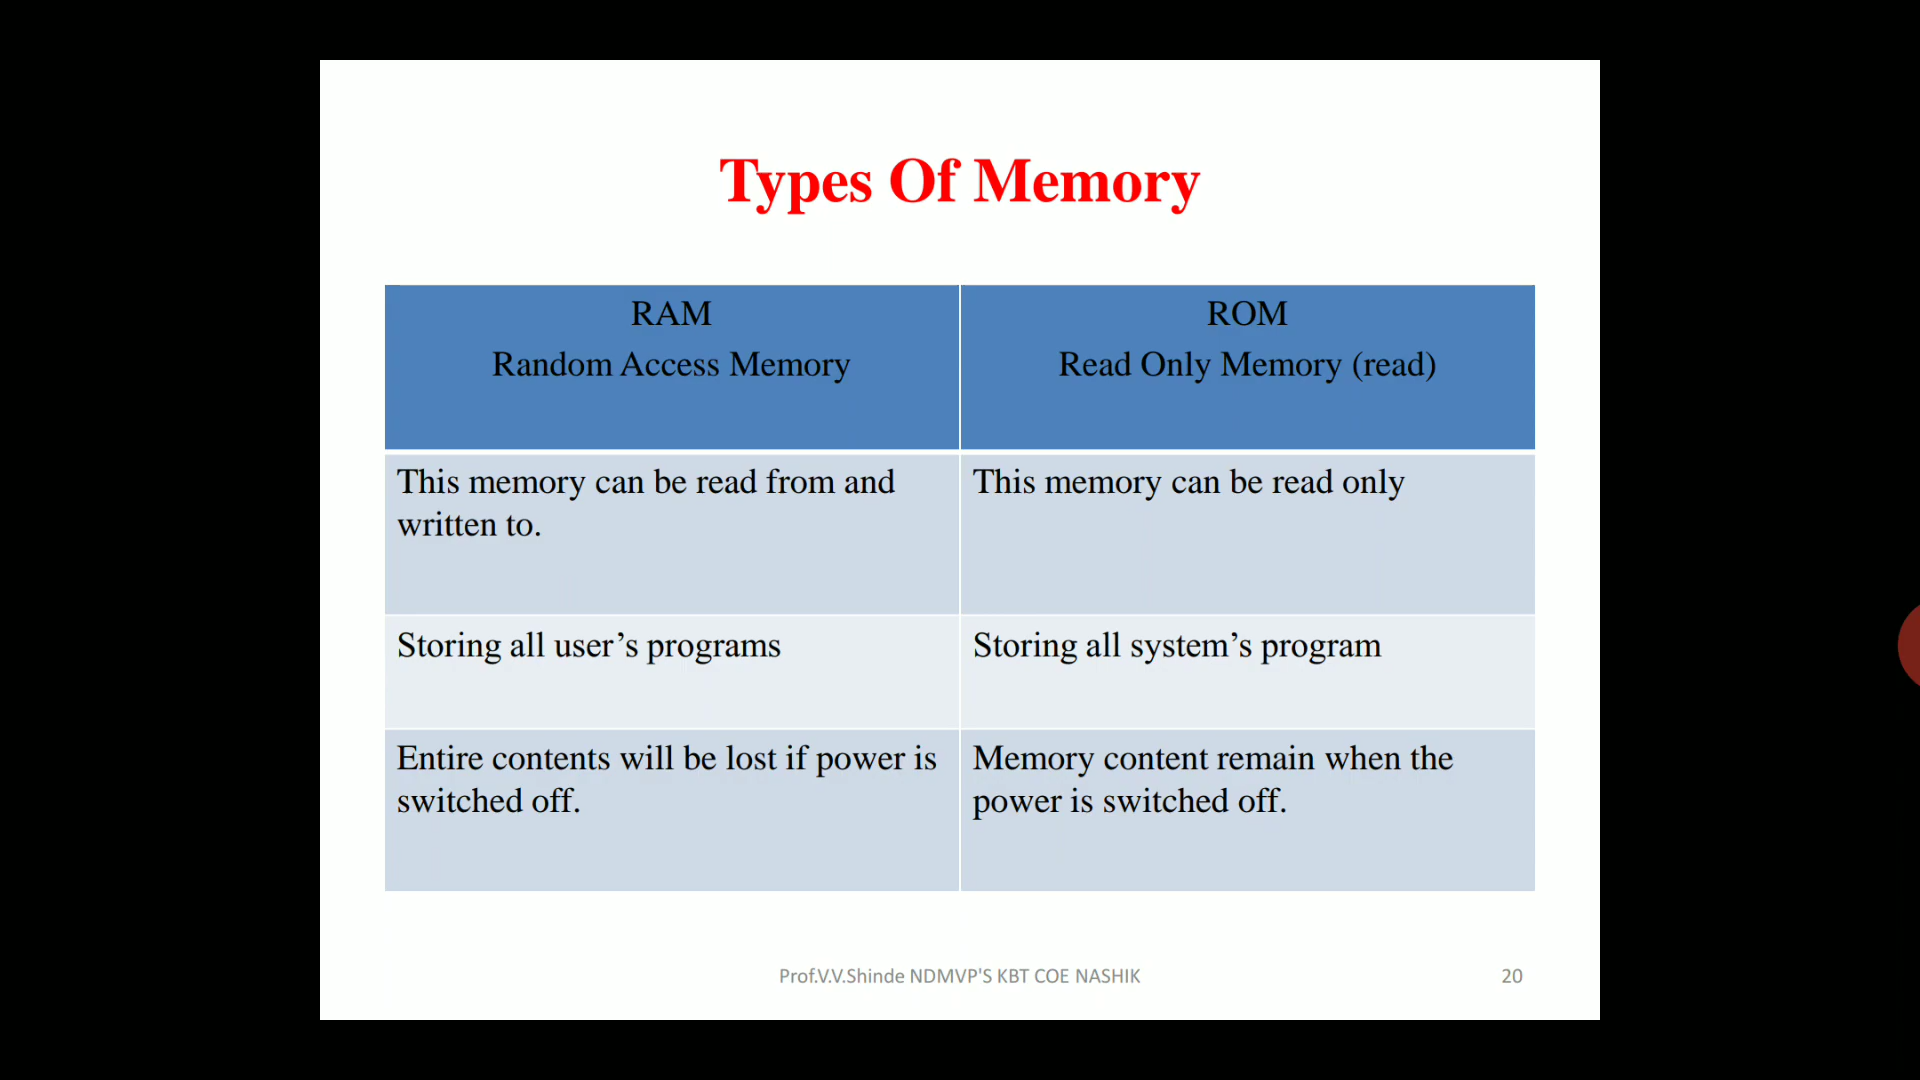 Types Of Memory
RAM
Random Access Memory
ROM
Read Only Memory (read)
This memory can be read from and
written to.
This memory can be read only
Storing all user’s programs
Storing all system’s program
Entire contents will be lost if power is
switched off.
Memory content remain when the
power is switched off.
Prof.V.V.Shinde NDMVP'S KBT COE NASHIK
20